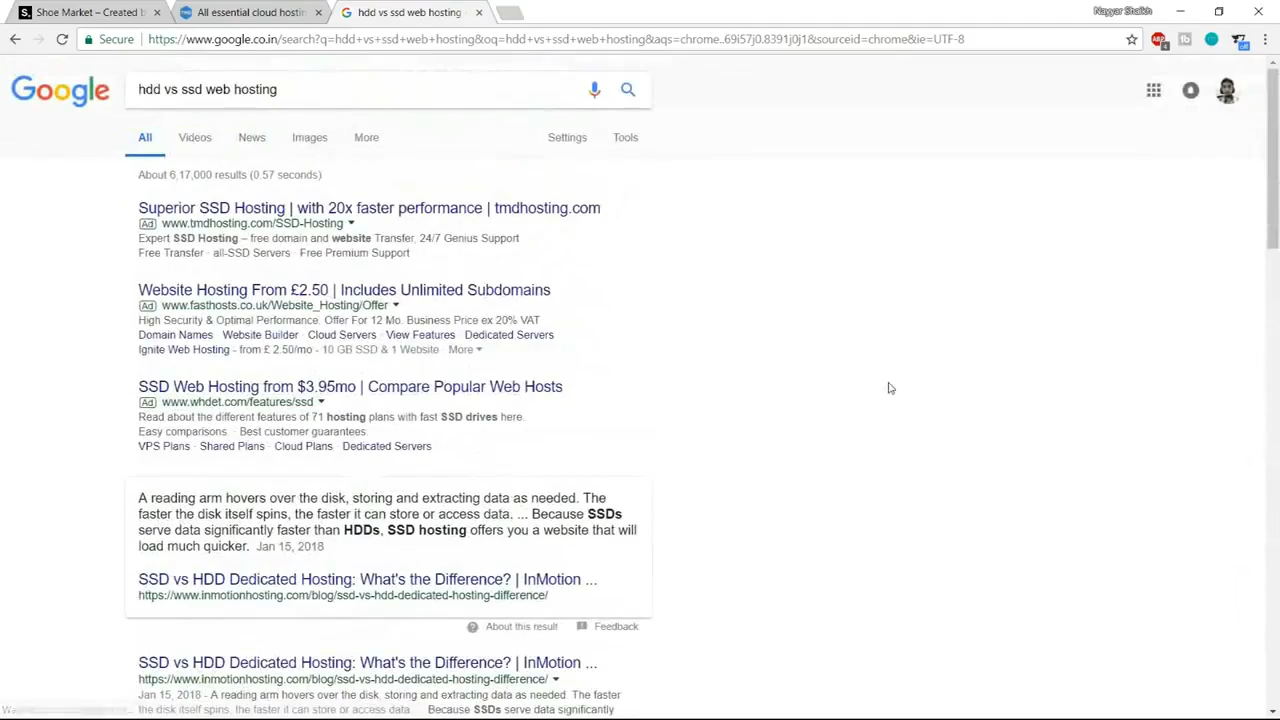 Shoe Market – Created b
All essential cloud hostin
hdd vs ssd web hosting
Nayyar Shaikh
Secure https://www.google.co.in/search?q=hdd+vs+ssd+web+hosting&oq=hdd+vs+ssd+web+hosting&aqs=chrome..69i57j0.8391j0j1&sourceid=chrome&ie=UTF-8
Google
hdd vs ssd web hosting
All Videos News Images More Settings Tools
About 6,17,000 results (0.57 seconds)
Superior SSD Hosting | with 20x faster performance | tmdhosting.com
Ad www.tmdhosting.com/SSD-Hosting
Expert SSD Hosting – free domain and website Transfer, 24/7 Genius Support
Free Transfer · all-SSD Servers · Free Premium Support
Website Hosting From £2.50 | Includes Unlimited Subdomains
Ad www.fasthosts.co.uk/Website_Hosting/Offer
High Security & Optimal Performance. Offer For 12 Mo. Business Price ex 20% VAT
Domain Names · Website Builder · Cloud Servers · View Features · Dedicated Servers
Ignite Web Hosting - from £ 2.50/mo - 10 GB SSD & 1 Website · More
SSD Web Hosting from $3.95mo | Compare Popular Web Hosts
Ad www.whdet.com/features/ssd
Read about the different features of 71 hosting plans with fast SSD drives here.
Easy comparisons · Best customer guarantees
VPS Plans · Shared Plans · Cloud Plans · Dedicated Servers
A reading arm hovers over the disk, storing and extracting data as needed. The
faster the disk itself spins, the faster it can store or access data. ... Because SSDs
serve data significantly faster than HDDs, SSD hosting offers you a website that will
load much quicker. Jan 15, 2018
SSD vs HDD Dedicated Hosting: What's the Difference? | InMotion ...
https://www.inmotionhosting.com/blog/ssd-vs-hdd-dedicated-hosting-difference/
About this result Feedback
SSD vs HDD Dedicated Hosting: What's the Difference? | InMotion ...
https://www.inmotionhosting.com/blog/ssd-vs-hdd-dedicated-hosting-difference/
Jan 15, 2018 - A reading arm hovers over the disk, storing and extracting data as needed. The faster
the disk itself spins, the faster it can store or access data. ... Because SSDs serve data significantly